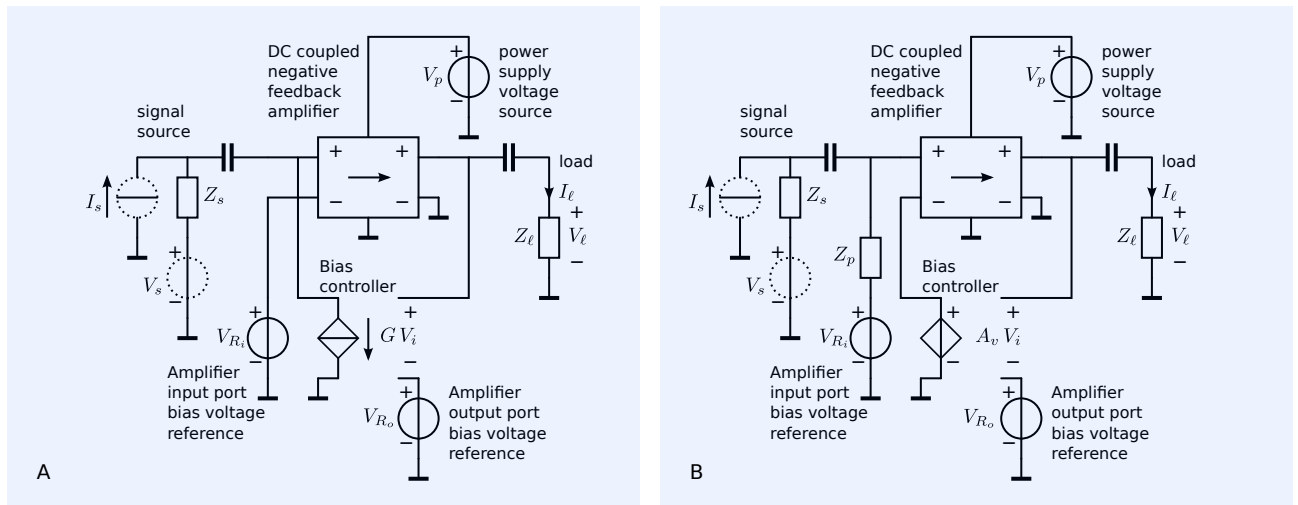 DC coupled
negative
feedback
amplifier
+
V_p
−
power
supply
voltage
source
signal
source
+
+
−
−
load
I_s
Z_s
I_ℓ
Z_ℓ
+
V_ℓ
−
+
V_s
−
Bias
controller
+
V_{R_i}
−
G V_i
+
−
Amplifier
input port
bias voltage
reference
+
V_{R_o}
−
Amplifier
output port
bias voltage
reference
A
DC coupled
negative
feedback
amplifier
+
V_p
−
power
supply
voltage
source
signal
source
+
+
−
−
load
I_s
Z_s
I_ℓ
Z_ℓ
+
V_ℓ
−
+
V_s
−
Z_p
Bias
controller
+
V_{R_i}
−
+
−
A_v V_i
+
−
Amplifier
input port
bias voltage
reference
+
V_{R_o}
−
Amplifier
output port
bias voltage
reference
B